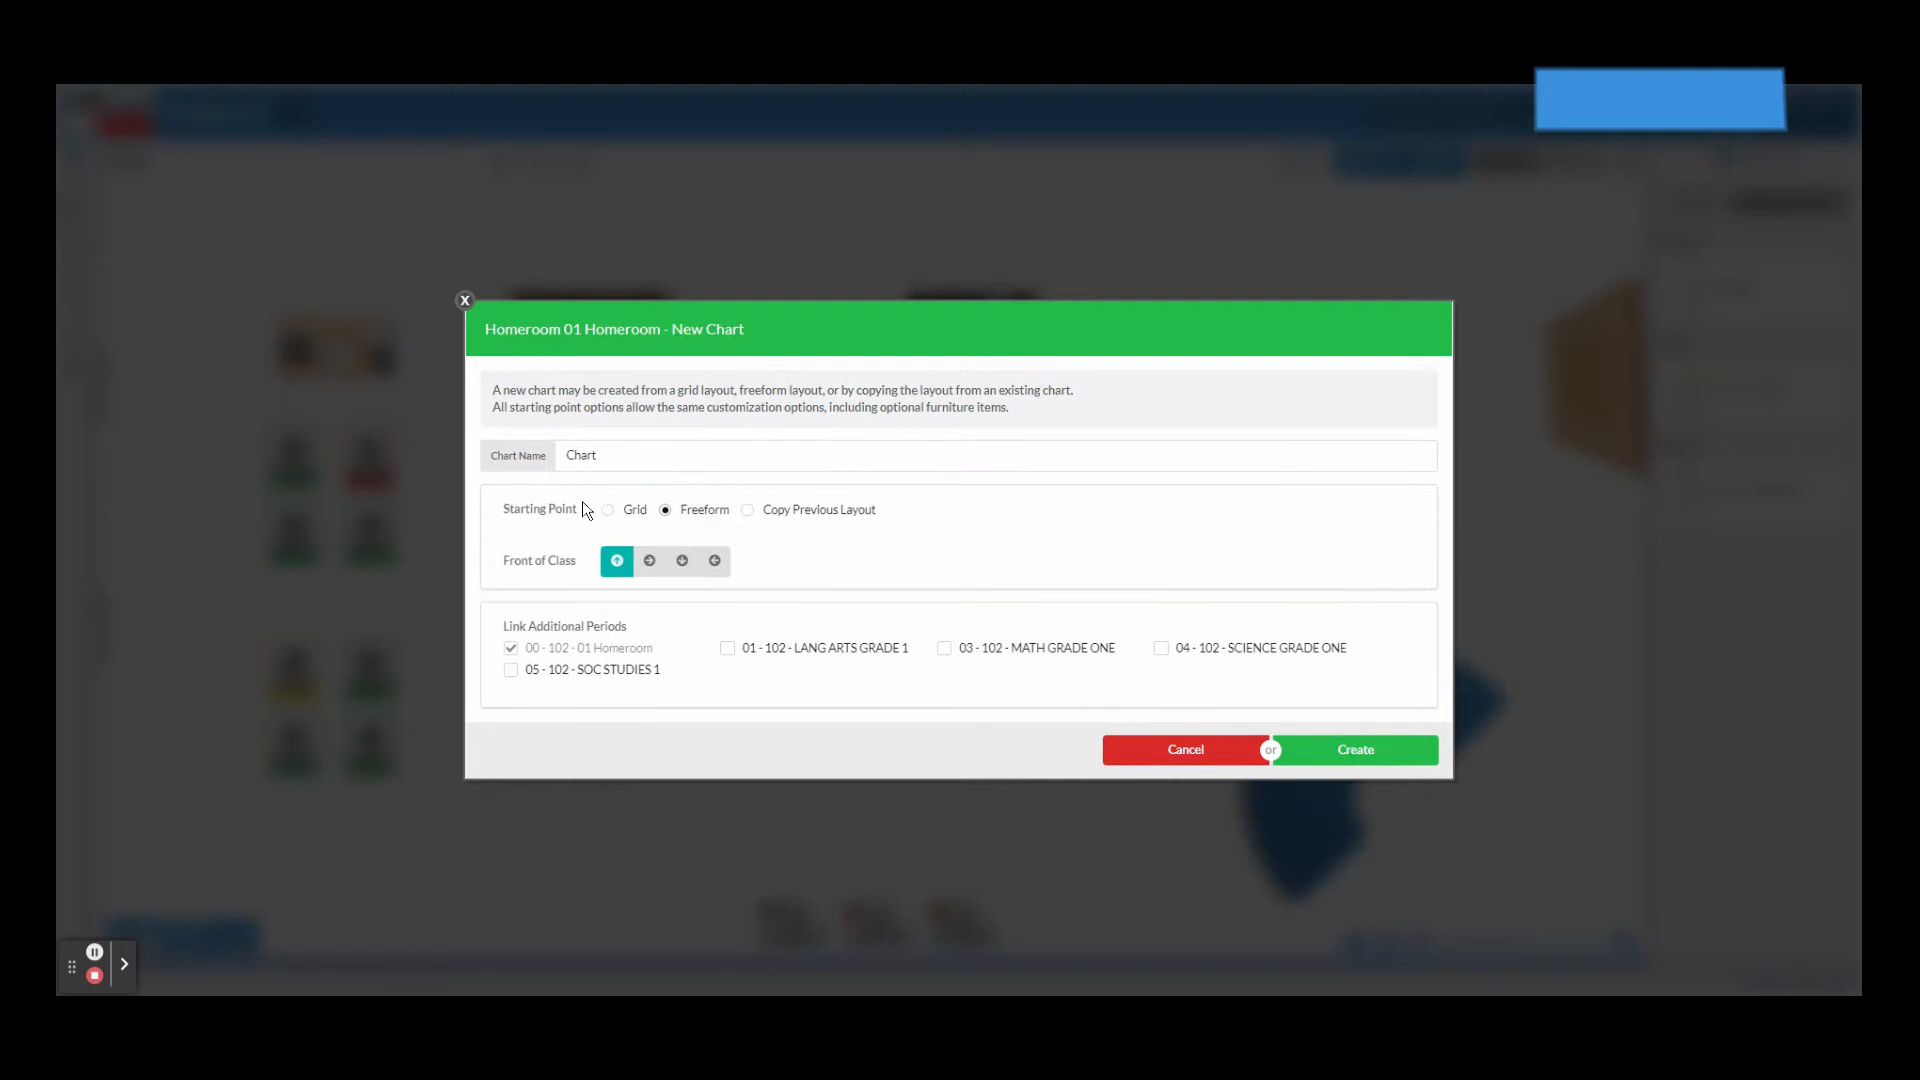 X
Homeroom 01 Homeroom - New Chart
A new chart may be created from a grid layout, freeform layout, or by copying the layout from an existing chart.
All starting point options allow the same customization options, including optional furniture items.
Chart Name Chart
Starting Point Grid Freeform Copy Previous Layout
Front of Class
Link Additional Periods
00 - 102 - 01 Homeroom 01 - 102 - LANG ARTS GRADE 1 03 - 102 - MATH GRADE ONE 04 - 102 - SCIENCE GRADE ONE
05 - 102 - SOC STUDIES 1
Cancel or Create